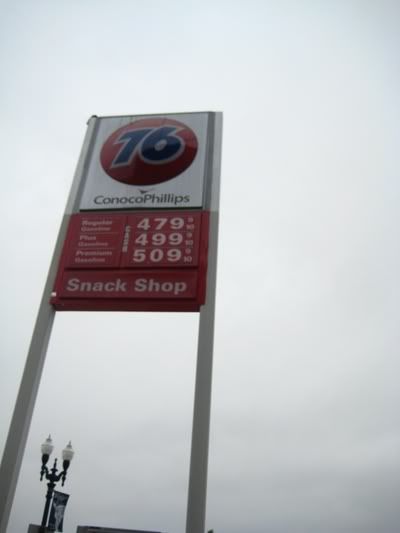 76
ConocoPhillips
Regular Gasoline 479 9/10
Plus Gasoline 499 9/10
Premium Gasoline 509 9/10
CASH
Snack Shop